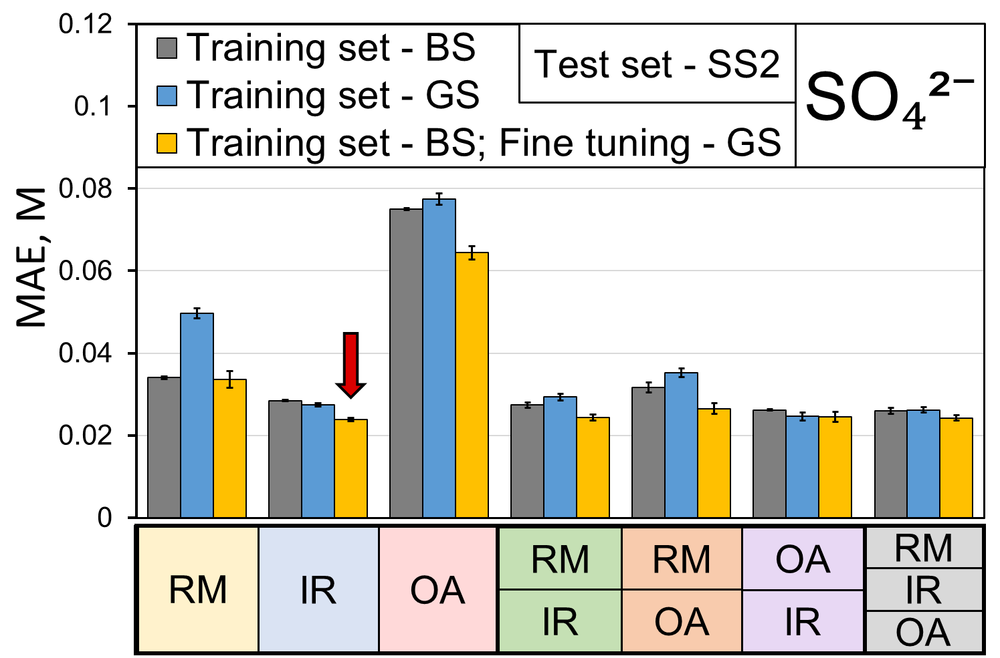 0.12
0.1
0.08
0.06
0.04
0.02
0
MAE, M
Training set - BS
Training set - GS
Training set - BS; Fine tuning - GS
Test set - SS2
SO₄²⁻
RM
IR
OA
RM
IR
RM
OA
OA
IR
RM
IR
OA